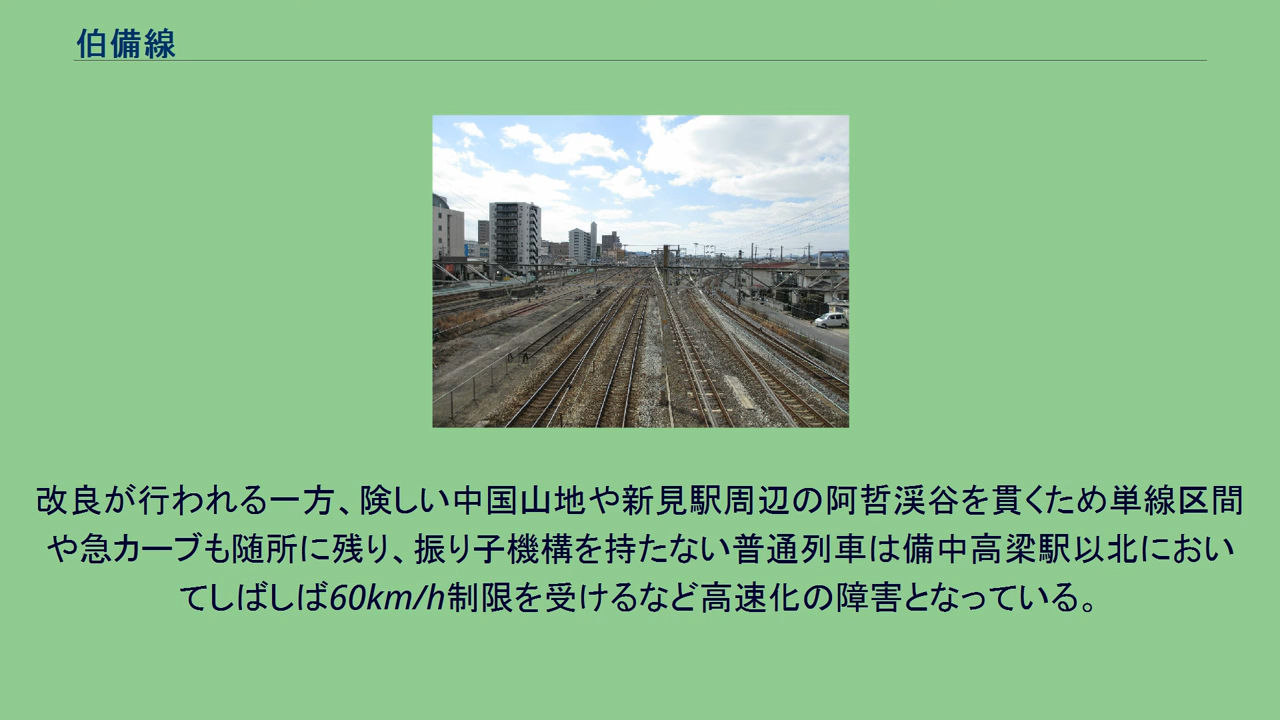 伯備線
改良が行われる一方、険しい中国山地や新見駅周辺の阿哲渓谷を貫くため単線区間
や急カーブも随所に残り、振り子機構を持たない普通列車は備中高梁駅以北におい
てしばしば60km/h制限を受けるなど高速化の障害となっている。